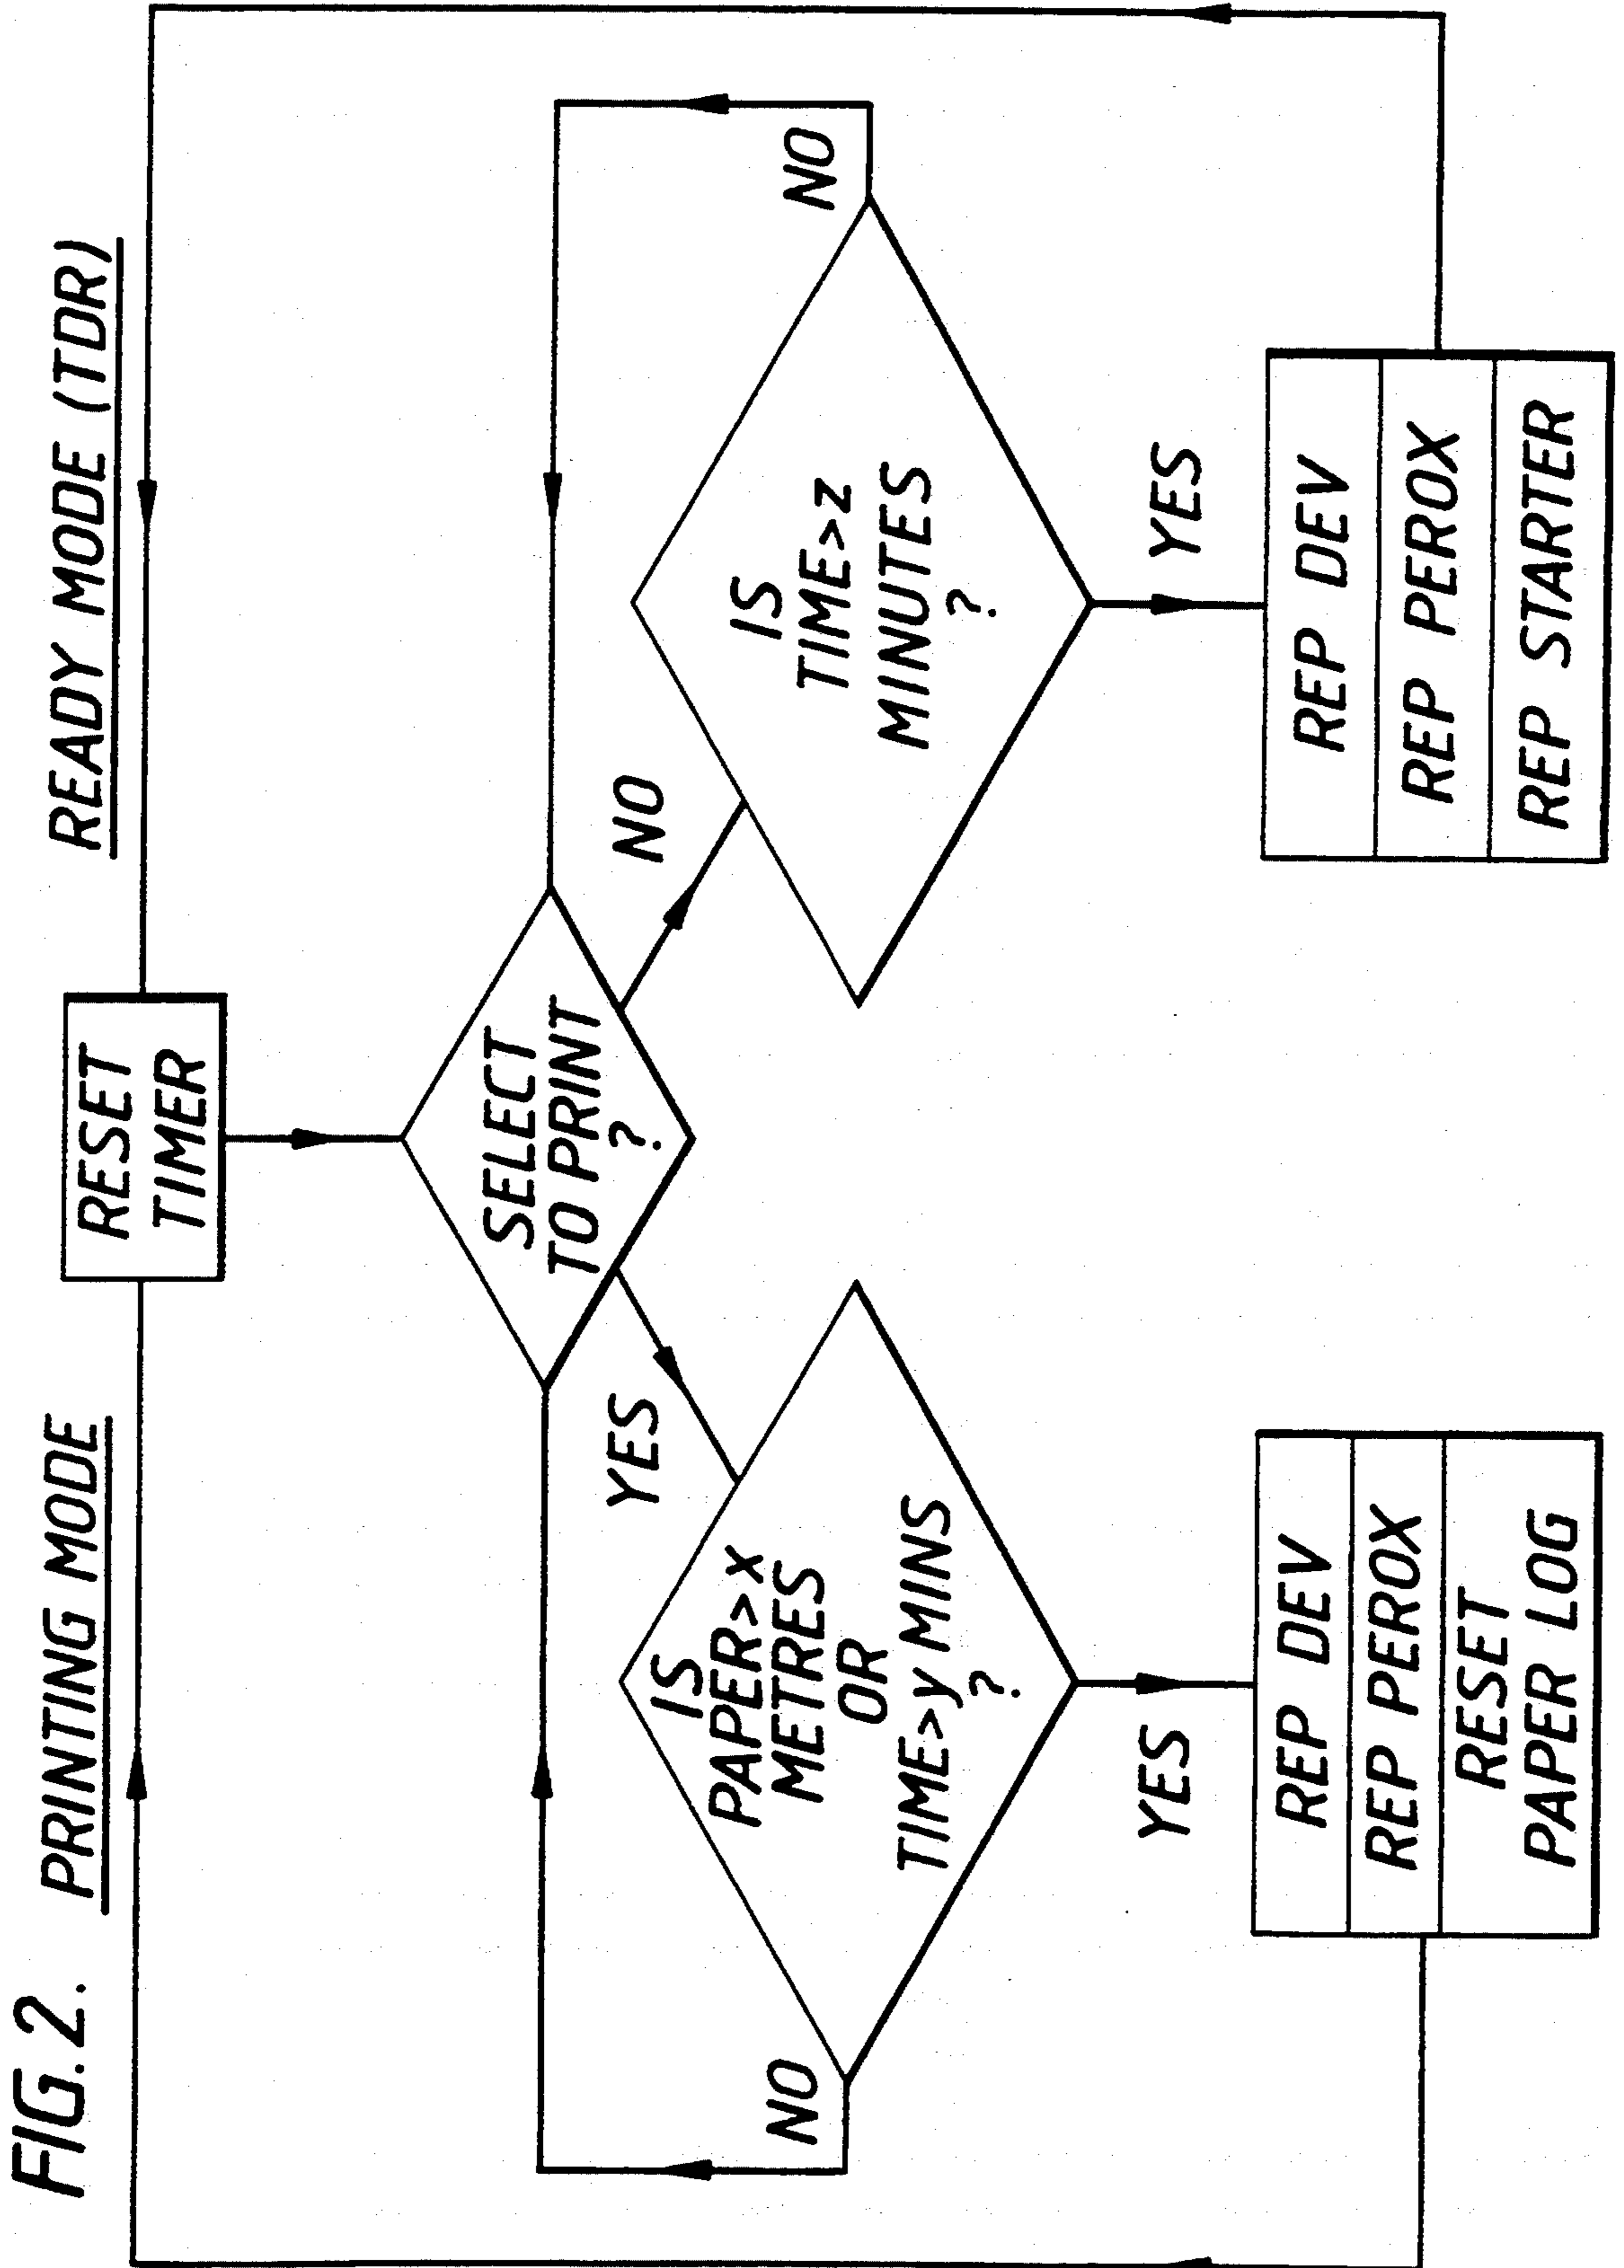 FIG. 2.
PRINTING MODE
READY MODE (TDR)
RESET
TIMER
SELECT
TO PRINT
?
YES
NO
IS
PAPER>x
METRES
OR
TIME>y MINS
?
NO
YES
REP DEV
REP PEROX
RESET
PAPER LOG
IS
TIME>z
MINUTES
?
NO
YES
REP DEV
REP PEROX
REP STARTER